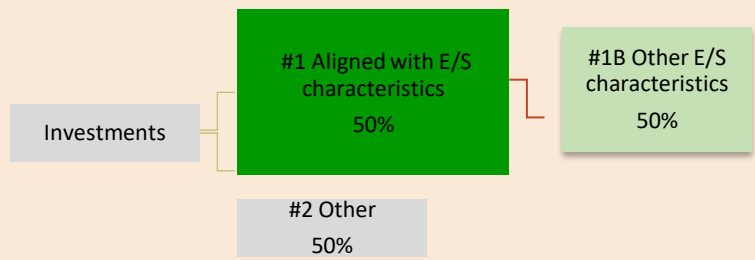 Investments
#1 Aligned with E/S
characteristics
50%
#1B Other E/S
characteristics
50%
#2 Other
50%